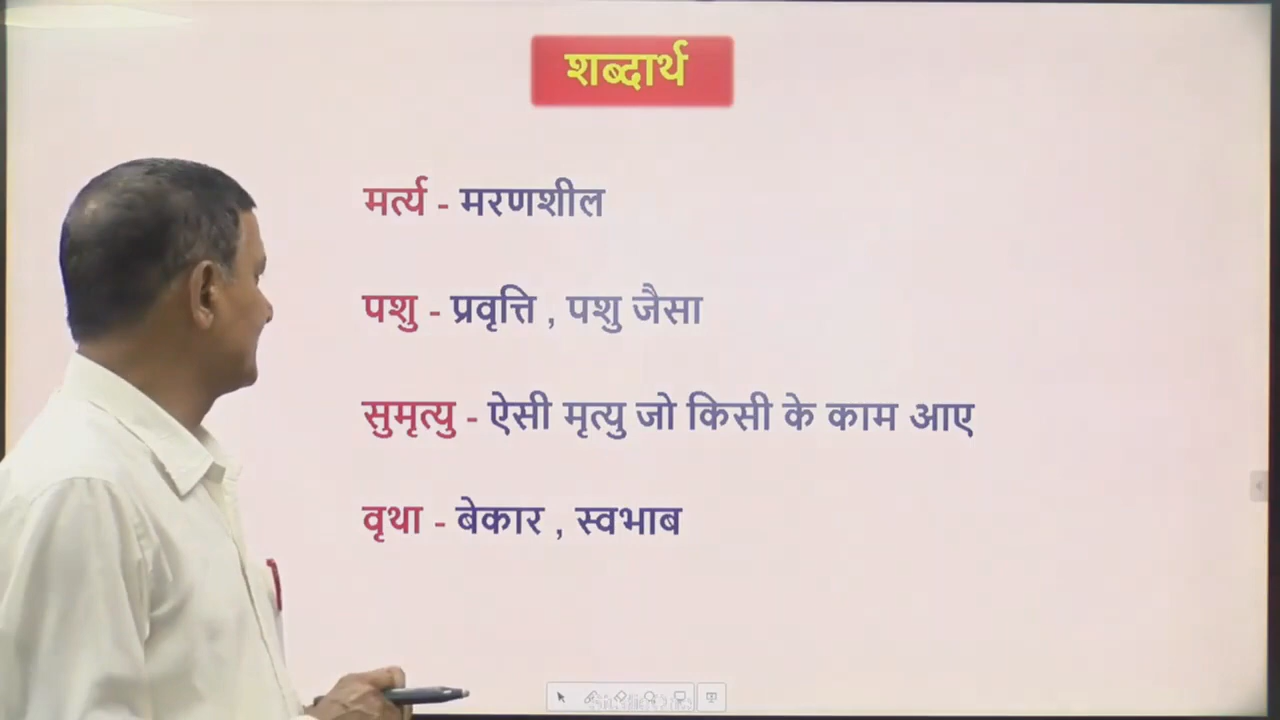 शब्दार्थ
मर्त्य - मरणशील
पशु - प्रवृत्ति , पशु जैसा
सुमृत्यु - ऐसी मृत्यु जो किसी के काम आए
वृथा - बेकार , स्वभाब